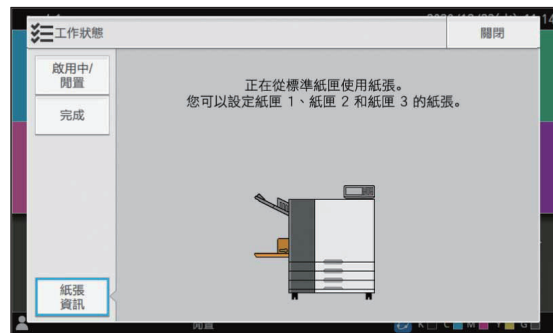 工作狀態
關閉
啟用中/
閒置
完成
紙張
資訊
正在從標準紙匣使用紙張。
您可以設定紙匣 1、紙匣 2 和紙匣 3 的紙張。
閒置
K C M Y G